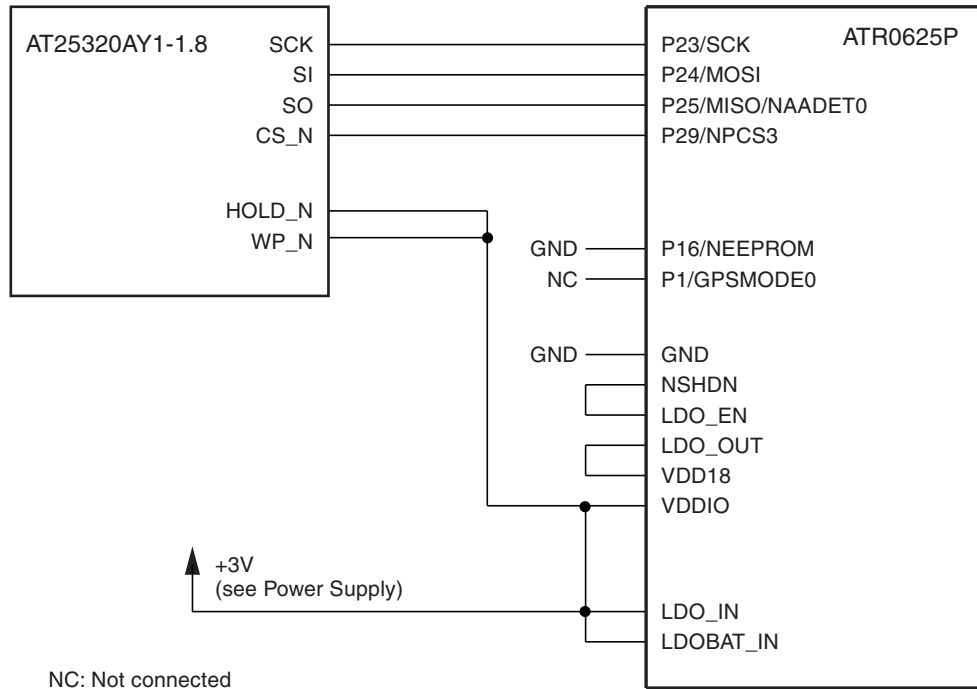 AT25320AY1-1.8
SCK
SI
SO
CS_N
HOLD_N
WP_N
ATR0625P
P23/SCK
P24/MOSI
P25/MISO/NAADET0
P29/NPCS3
GND
P16/NEEPROM
NC
P1/GPSMODE0
GND
GND
NSHDN
LDO_EN
LDO_OUT
VDD18
VDDIO
+3V
(see Power Supply)
LDO_IN
LDOBAT_IN
NC: Not connected